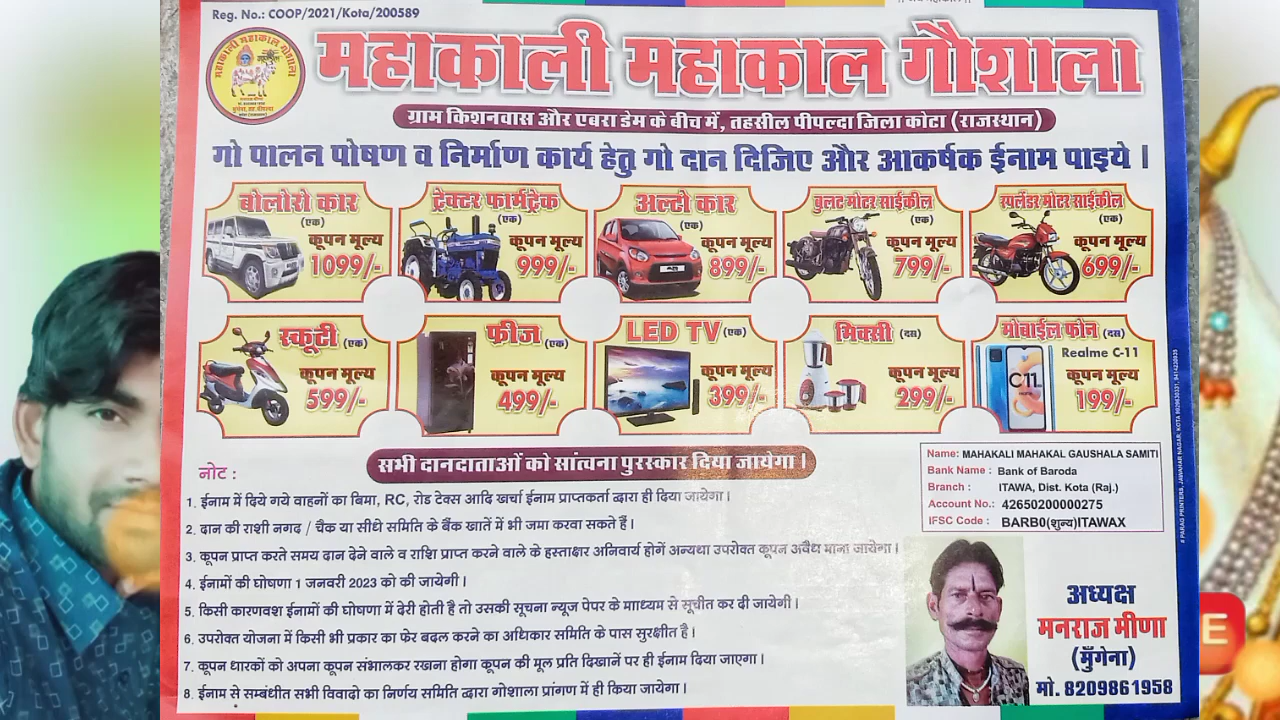 Reg. No.: COOP/2021/Kota/200589
महाकाली महाकाल गौशाला
ग्राम किशनवास और एबरा डेम के बीच में, तहसील पीपल्दा जिला कोटा (राजस्थान)
गो पालन पोषण व निर्माण कार्य हेतु गो दान दिजिए और आकर्षक ईनाम पाइये ।
बोलोरो कार
(एक)
कूपन मूल्य
1099/-
ट्रेक्टर फार्मट्रेक
(एक)
कूपन मूल्य
999/-
अल्टो कार
(एक)
कूपन मूल्य
899/-
बुलट मोटर साईकील
(एक)
कूपन मूल्य
799/-
स्पलेंडर मोटर साईकील
(एक)
कूपन मूल्य
699/-
स्कूटी (एक)
कूपन मूल्य
599/-
फ्रीज (एक)
कूपन मूल्य
499/-
LED TV (एक)
कूपन मूल्य
399/-
मिक्सी (दस)
कूपन मूल्य
299/-
मोबाईल फोन (दस)
Realme C-11
कूपन मूल्य
199/-
C11
सभी दानदाताओं को सांत्वना पुरस्कार दिया जायेगा ।
नोट :
1. ईनाम में दिये गये वाहनों का बिमा, RC, रोड टेक्स आदि खर्चा ईनाम प्राप्तकर्ता द्वारा ही दिया जायेगा ।
2. दान की राशी नगद / चैक या सीधे समिति के बैंक खातें में भी जमा करवा सकते हैं ।
3. कूपन प्राप्त करते समय दान देने वाले व राशि प्राप्त करने वाले के हस्ताक्षर अनिवार्य होगें अन्यथा उपरोक्त कूपन अवैध माना जायेगा ।
4. ईनामों की घोषणा 1 जनवरी 2023 को की जायेगी ।
5. किसी कारणवश ईनामों की घोषणा में देरी होती है तो उसकी सूचना न्यूज पेपर के मााध्यम से सूचीत कर दी जायेगी ।
6. उपरोक्त योजना में किसी भी प्रकार का फेर बदल करने का अधिकार समिति के पास सुरक्षीत है ।
7. कूपन धारकों को अपना कूपन संभालकर रखना होगा कूपन की मूल प्रति दिखानें पर ही ईनाम दिया जाएगा ।
8. ईनाम से सम्बंधीत सभी विवादो का निर्णय समिति द्वारा गोशाला प्रांगण में ही किया जायेगा ।
Name: MAHAKALI MAHAKAL GAUSHALA SAMITI
Bank Name : Bank of Baroda
Branch : ITAWA, Dist. Kota (Raj.)
Account No.: 42650200000275
IFSC Code : BARB0(शुन्य)ITAWAX
अध्यक्ष
मनराज मीणा
(मुँगेना)
मो. 8209861958
E